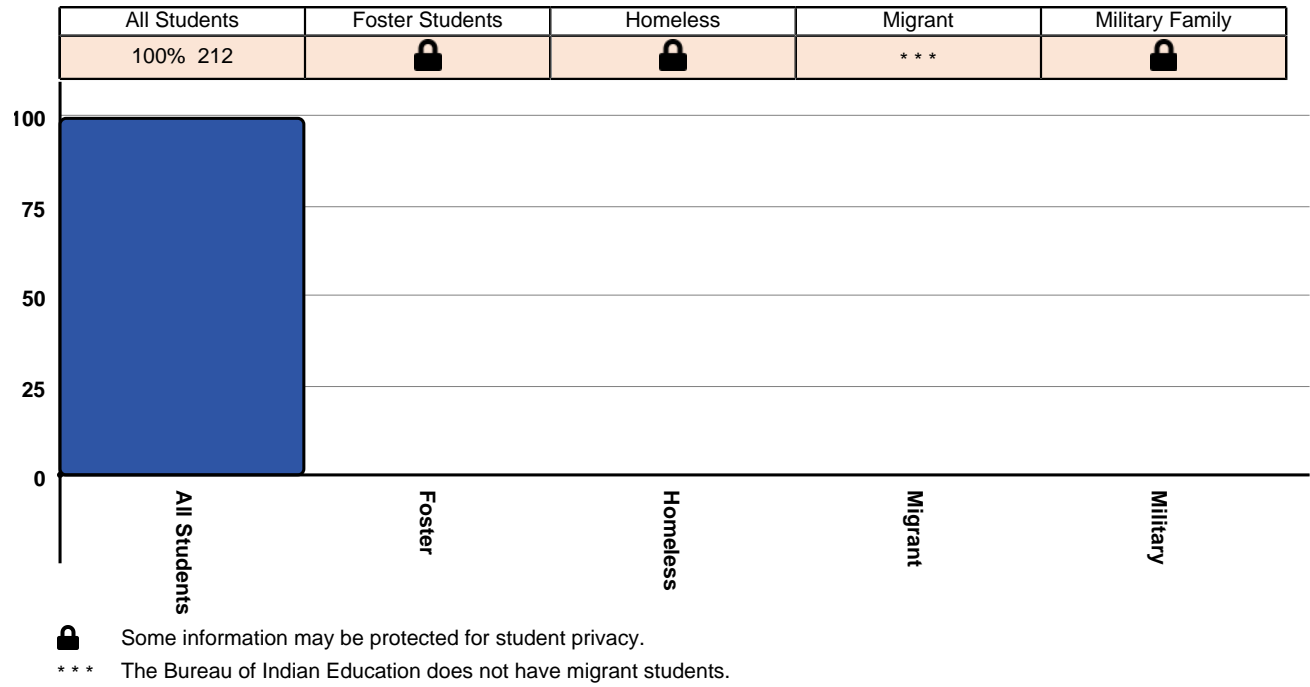 All Students Foster Students Homeless Migrant Military Family
100% 212 * * *
100
75
50
25
0
All Students
Foster
Homeless
Migrant
Military
Some information may be protected for student privacy.
* * * The Bureau of Indian Education does not have migrant students.